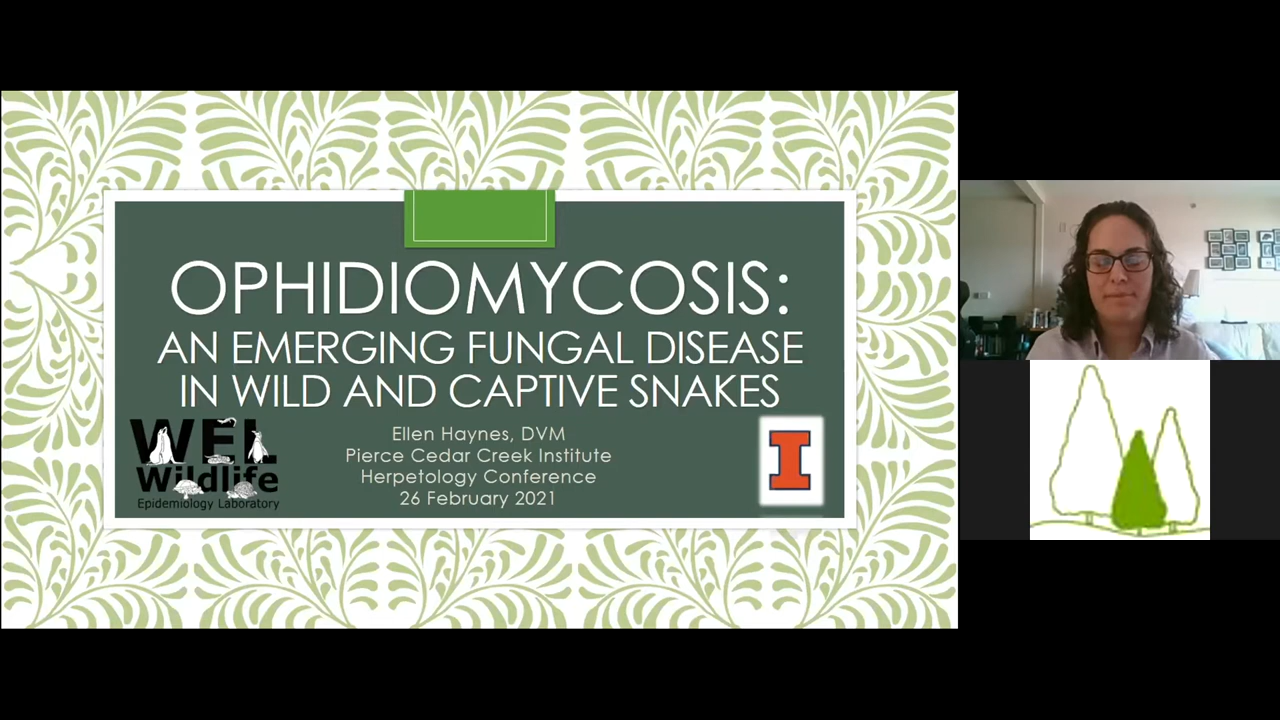 OPHIDIOMYCOSIS:
AN EMERGING FUNGAL DISEASE
IN WILD AND CAPTIVE SNAKES
Ellen Haynes, DVM
Pierce Cedar Creek Institute
Herpetology Conference
26 February 2021
WEL
Wildlife
Epidemiology Laboratory
I